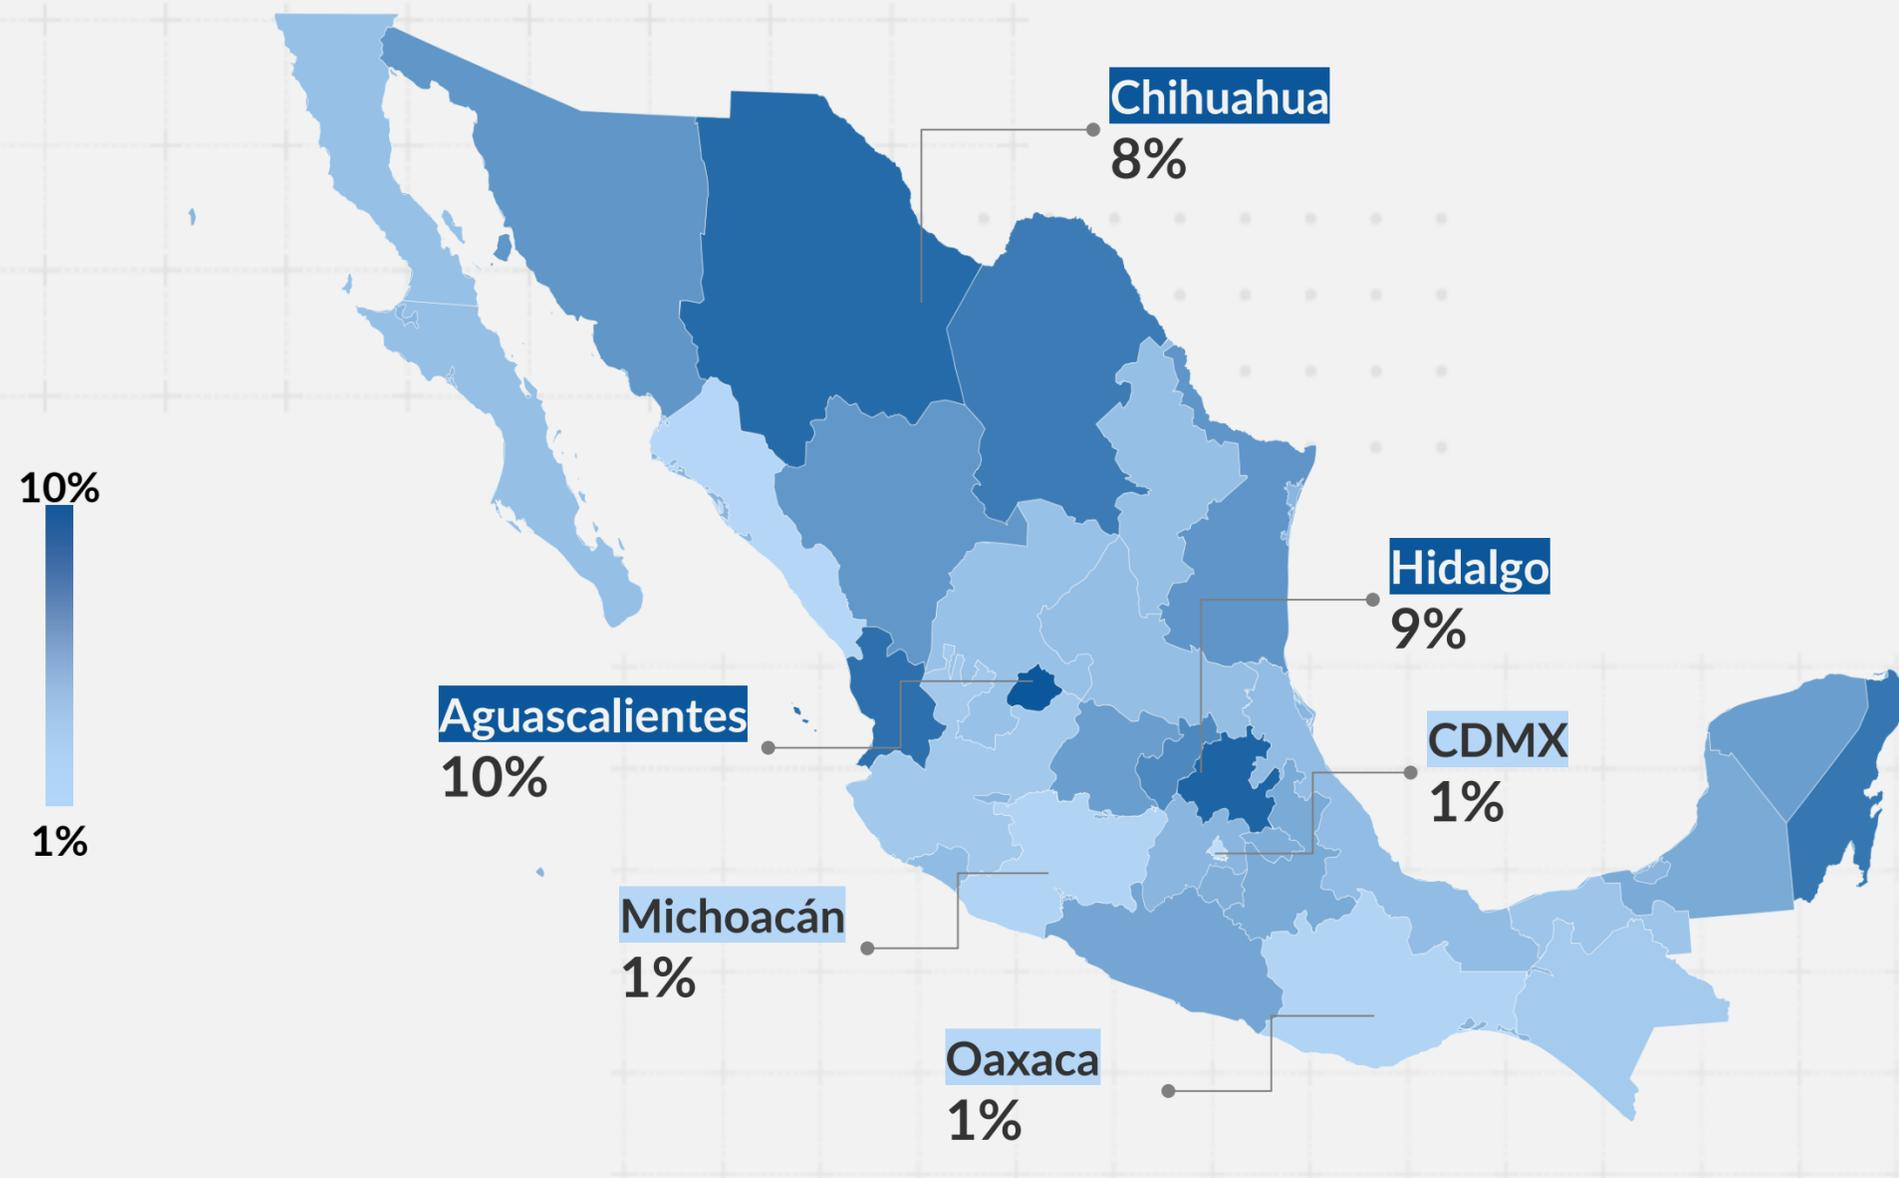 Chihuahua
8%
10%
1%
Hidalgo
9%
Aguascalientes
10%
CDMX
1%
Michoacán
1%
Oaxaca
1%